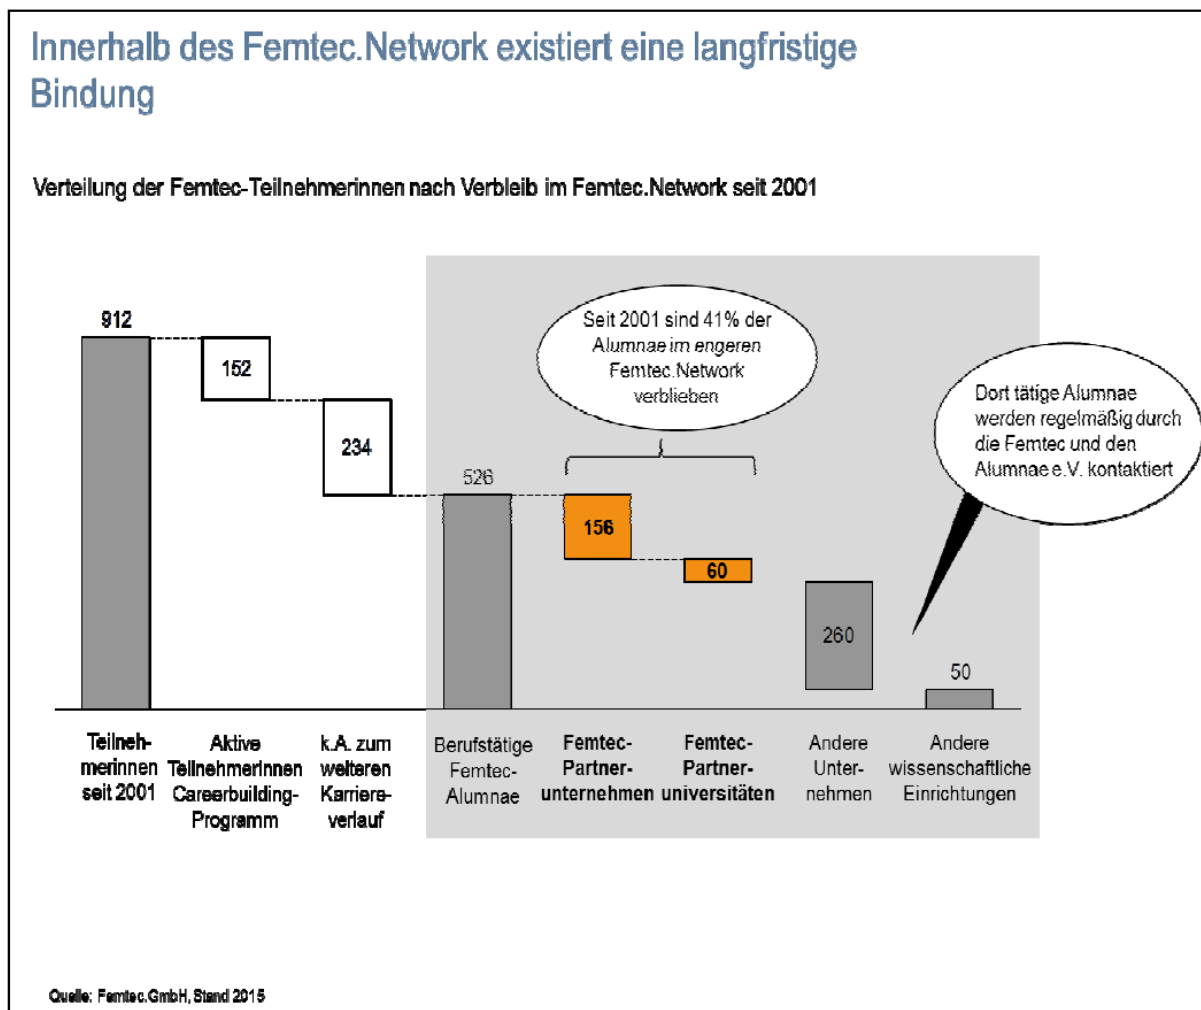 Innerhalb des Femtec.Network existiert eine langfristige
Bindung
Verteilung der Femtec-Teilnehmerinnen nach Verbleib im Femtec.Network seit 2001
912
152
234
526
156
60
260
50
Seit 2001 sind 41% der
Alumnae im engeren
Femtec.Network
verblieben
Dort tätige Alumnae
werden regelmäßig durch
die Femtec und den
Alumnae e.V. kontaktiert
Teilneh-
merinnen
seit 2001
Aktive
Teilnehmerinnen
Careerbuilding-
Programm
k.A. zum
weiteren
Karriere-
verlauf
Berufstätige
Femtec-
Alumnae
Femtec-
Partner-
unternehmen
Femtec-
Partner-
universitäten
Andere
Unter-
nehmen
Andere
wissenschaftliche
Einrichtungen
Quelle: Femtec.GmbH, Stand 2015